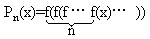 Pₙ(x)=f(f(f ··· f(x)··· ))
n